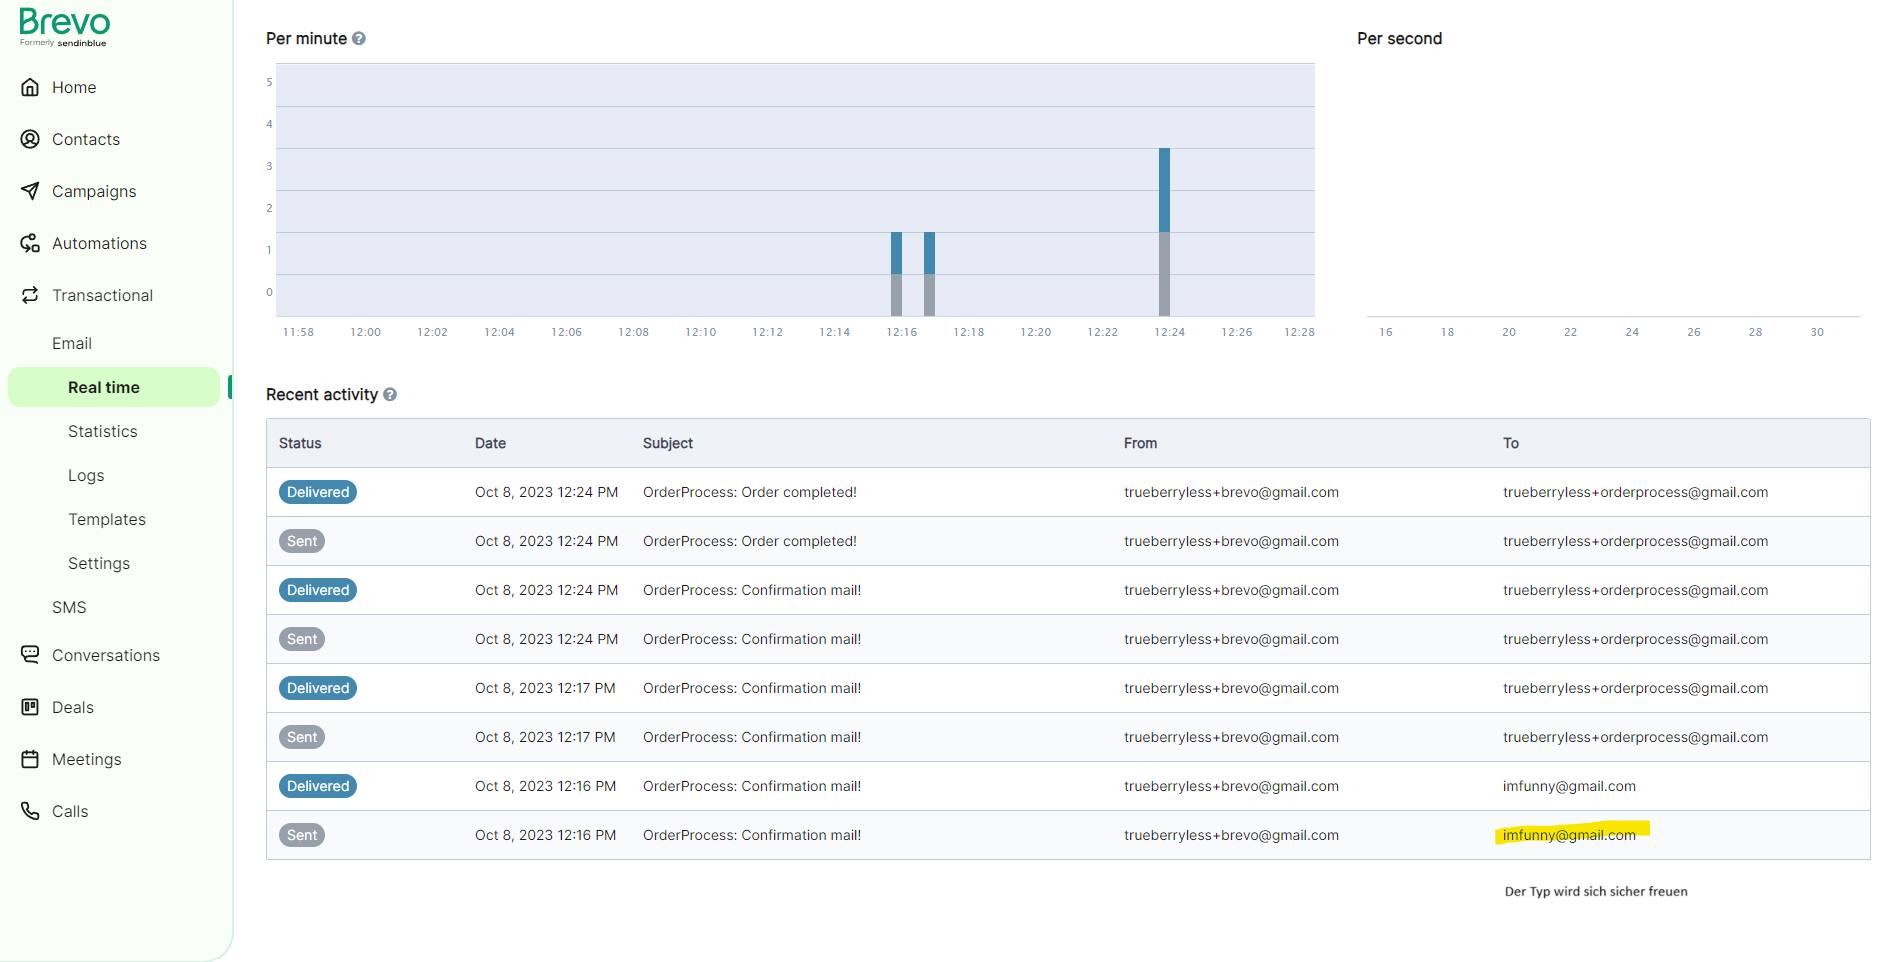 Brevo
Formerly sendinblue
Home
Contacts
Campaigns
Automations
Transactional
Email
Real time
Statistics
Logs
Templates
Settings
SMS
Conversations
Deals
Meetings
Calls
Per minute ?
5
4
3
2
1
0
11:58 12:00 12:02 12:04 12:06 12:08 12:10 12:12 12:14 12:16 12:18 12:20 12:22 12:24 12:26 12:28
Per second
16 18 20 22 24 26 28 30
Recent activity ?
Status Date Subject From To
Delivered Oct 8, 2023 12:24 PM OrderProcess: Order completed! trueberryless+brevo@gmail.com trueberryless+orderprocess@gmail.com
Sent Oct 8, 2023 12:24 PM OrderProcess: Order completed! trueberryless+brevo@gmail.com trueberryless+orderprocess@gmail.com
Delivered Oct 8, 2023 12:24 PM OrderProcess: Confirmation mail! trueberryless+brevo@gmail.com trueberryless+orderprocess@gmail.com
Sent Oct 8, 2023 12:24 PM OrderProcess: Confirmation mail! trueberryless+brevo@gmail.com trueberryless+orderprocess@gmail.com
Delivered Oct 8, 2023 12:17 PM OrderProcess: Confirmation mail! trueberryless+brevo@gmail.com trueberryless+orderprocess@gmail.com
Sent Oct 8, 2023 12:17 PM OrderProcess: Confirmation mail! trueberryless+brevo@gmail.com trueberryless+orderprocess@gmail.com
Delivered Oct 8, 2023 12:16 PM OrderProcess: Confirmation mail! trueberryless+brevo@gmail.com imfunny@gmail.com
Sent Oct 8, 2023 12:16 PM OrderProcess: Confirmation mail! trueberryless+brevo@gmail.com imfunny@gmail.com
Der Typ wird sich sicher freuen